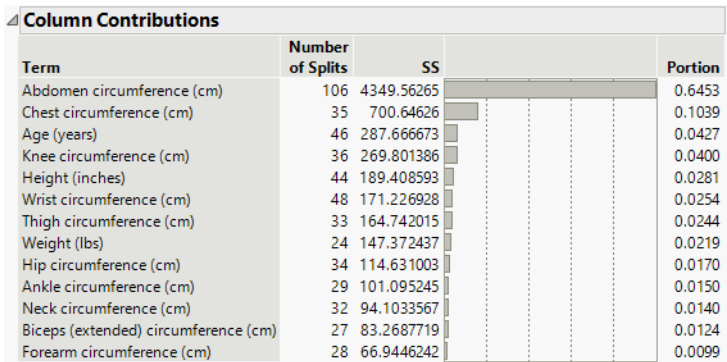 Column Contributions
Number
Term of Splits SS Portion
Abdomen circumference (cm) 106 4349.56265 0.6453
Chest circumference (cm) 35 700.64626 0.1039
Age (years) 46 287.666673 0.0427
Knee circumference (cm) 36 269.801386 0.0400
Height (inches) 44 189.408593 0.0281
Wrist circumference (cm) 48 171.226928 0.0254
Thigh circumference (cm) 33 164.742015 0.0244
Weight (lbs) 24 147.372437 0.0219
Hip circumference (cm) 34 114.631003 0.0170
Ankle circumference (cm) 29 101.095245 0.0150
Neck circumference (cm) 32 94.1033567 0.0140
Biceps (extended) circumference (cm) 27 83.2687719 0.0124
Forearm circumference (cm) 28 66.9446242 0.0099